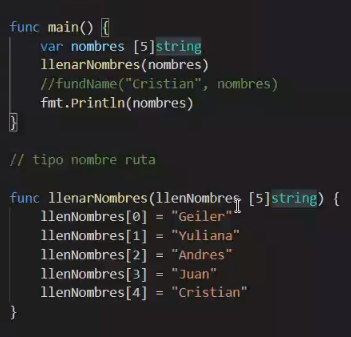 func main() {
    var nombres [5]string
    llenarNombres(nombres)
    //fundName("Cristian", nombres)
    fmt.Println(nombres)
}
// tipo nombre ruta
func llenarNombres(llenNombres [5]string) {
    llenNombres[0] = "Geiler"
    llenNombres[1] = "Yuliana"
    llenNombres[2] = "Andres"
    llenNombres[3] = "Juan"
    llenNombres[4] = "Cristian"
}